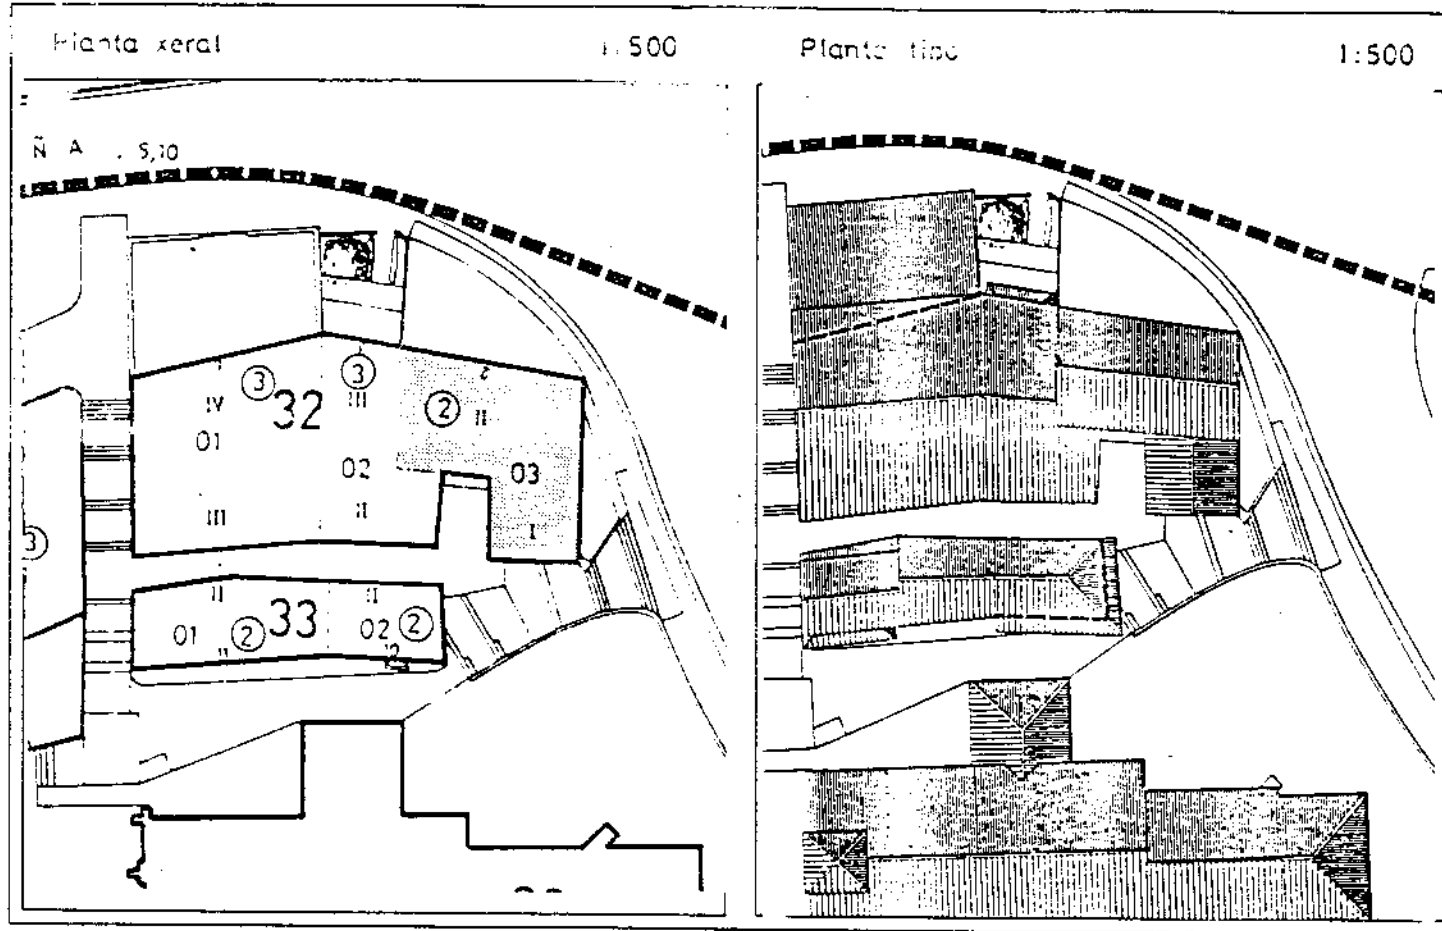 Planta xeral 1:500
Planta tipo 1:500
Ñ A . 5,10
3 32 3
IV III 2 II
01
02 03
III II I
3
II II
01 2 33 02 2
II